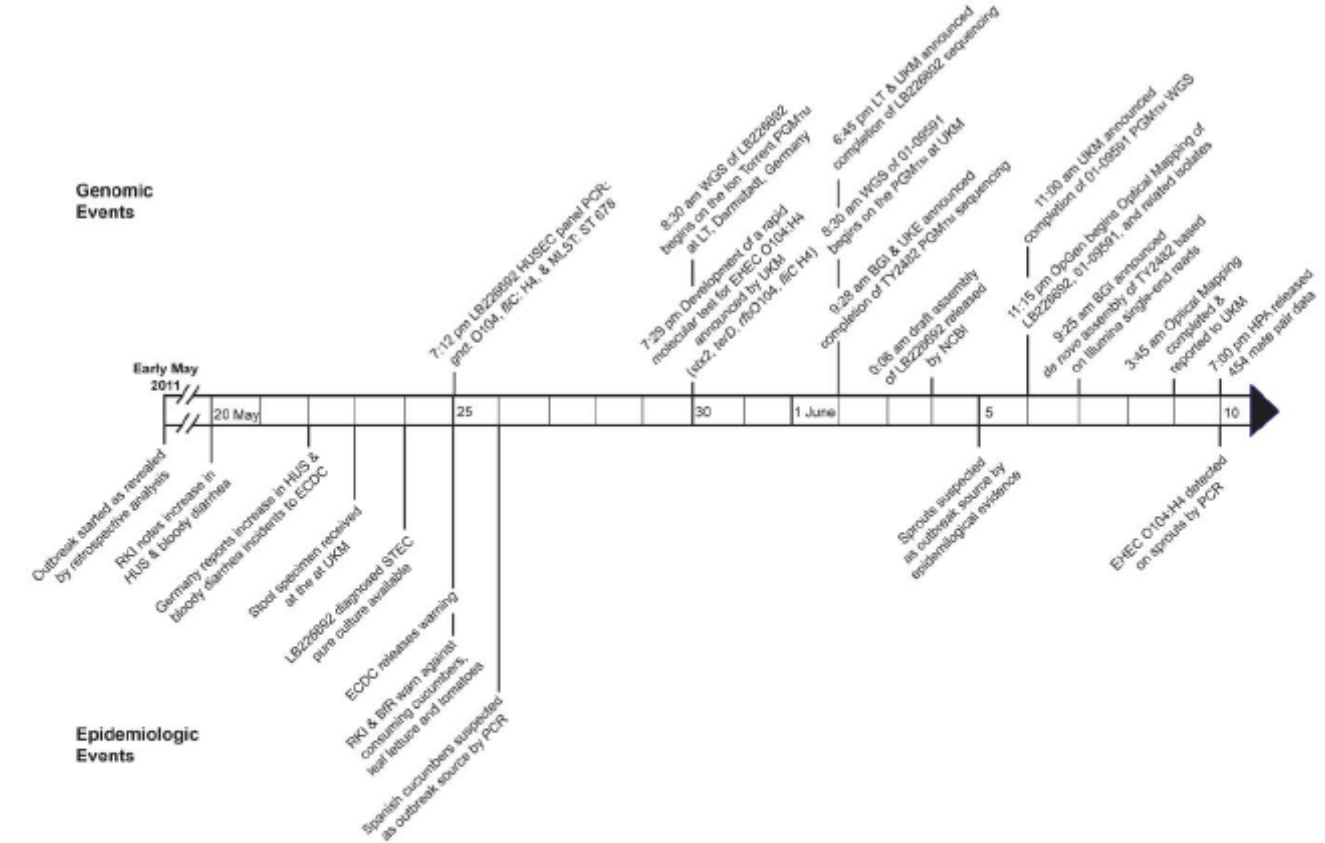 Genomic
Events
7:12 pm LB226692 HUSEC panel PCR:
gnd: O104, fliC: H4, & MLST: ST 678
8:30 am WGS of LB226692
begins on the Ion Torrent PGM™
at LT, Darmstadt, Germany
7:29 pm Development of a rapid
molecular test for EHEC O104:H4
announced by UKM
(stx2, terD, rfbO104, fliC H4)
6:45 pm LT & UKM announced
completion of LB226692 sequencing
8:30 am WGS of 01-09591
begins on the PGM™ at UKM
9:28 am BGI & UKE announced
completion of TY2482 PGM™ sequencing
0:06 am draft assembly
of LB226692 released
by NCBI
11:00 am UKM announced
completion of 01-09591 PGM™ WGS
11:15 pm OpGen begins Optical Mapping of
LB226692, 01-09591, and related isolates
9:25 am BGI announced
de novo assembly of TY2482 based
on Illumina single-end reads
3:45 am Optical Mapping
completed &
reported to UKM
7:00 pm HPA released
454 mate pair data
Early May
2011
20 May
25
30
1 June
5
10
Outbreak started as revealed
by retrospective analysis
RKI notes increase in
HUS & bloody diarrhea
Germany reports increase in HUS &
bloody diarrhea incidents to ECDC
Stool specimen received
at the at UKM
LB226692 diagnosed STEC
pure culture available
ECDC releases warning
RKI & BfR warn against
consuming cucumbers,
leaf lettuce and tomatoes
Spanish cucumbers suspected
as outbreak source by PCR
Sprouts suspected
as outbreak source by
epidemilogical evidence
EHEC O104:H4 detected
on sprouts by PCR
Epidemiologic
Events